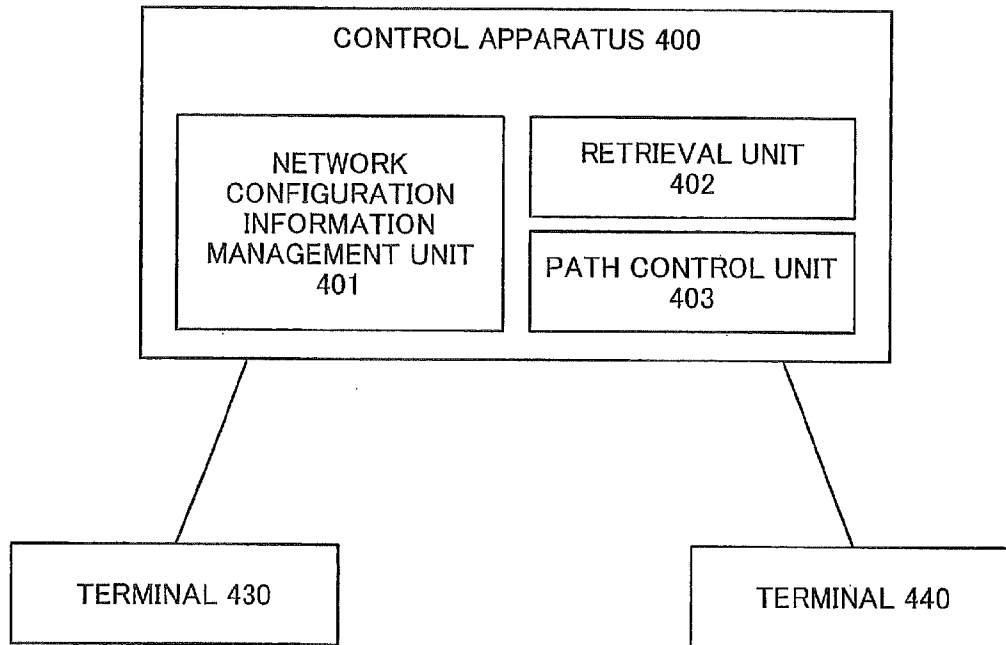 CONTROL APPARATUS 400
NETWORK
CONFIGURATION
INFORMATION
MANAGEMENT UNIT
401
RETRIEVAL UNIT
402
PATH CONTROL UNIT
403
TERMINAL 430
TERMINAL 440